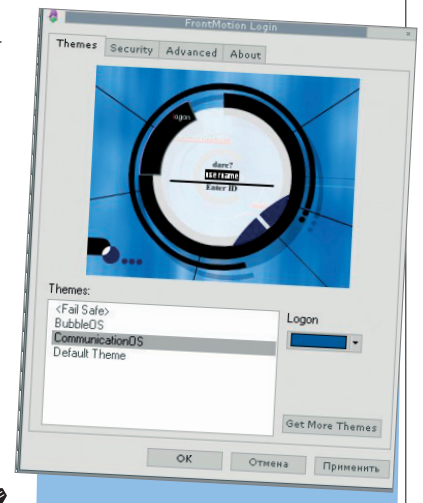 FrontMotion Login
Themes Security Advanced About
logon
dare?
username
Enter ID
Themes:
<Fail Safe>
BubbleOS
CommunicationOS
Default Theme
Logon
Get More Themes
OK Отмена Применить